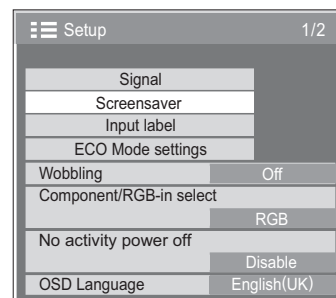 Setup 1/2
Signal
Screensaver
Input label
ECO Mode settings
Wobbling Off
Component/RGB-in select
RGB
No activity power off
Disable
OSD Language English(UK)